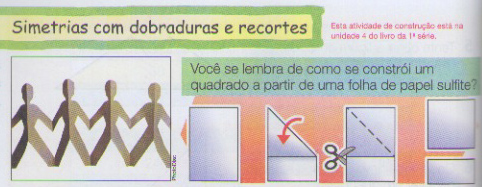 Simetrias com dobraduras e recortes
Esta atividade de construção está na
unidade 4 do livro da 1ª série.
Você se lembra de como se constrói um
quadrado a partir de uma folha de papel sulfite?
PhotoDisc